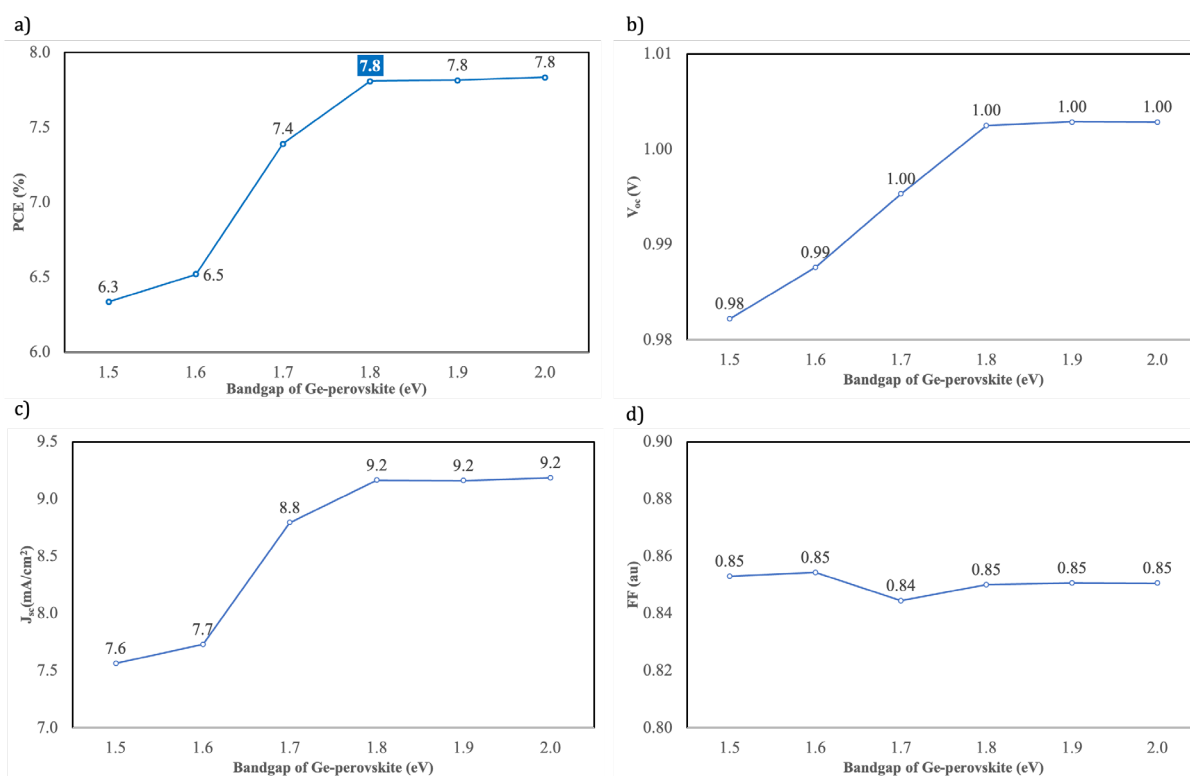 a)
8.0
7.5
7.0
6.5
6.0
PCE (%)
6.3
6.5
7.4
7.8
7.8
7.8
1.5 1.6 1.7 1.8 1.9 2.0
Bandgap of Ge-perovskite (eV)
b)
1.01
1.00
0.99
0.98
Voc (V)
0.98
0.99
1.00
1.00
1.00
1.00
1.5 1.6 1.7 1.8 1.9 2.0
Bandgap of Ge-perovskite (eV)
c)
9.5
9.0
8.5
8.0
7.5
7.0
Jsc(mA/cm²)
7.6
7.7
8.8
9.2
9.2
9.2
1.5 1.6 1.7 1.8 1.9 2.0
Bandgap of Ge-perovskite (eV)
d)
0.90
0.88
0.86
0.84
0.82
0.80
FF (au)
0.85
0.85
0.84
0.85
0.85
0.85
1.5 1.6 1.7 1.8 1.9 2.0
Bandgap of Ge-perovskite (eV)